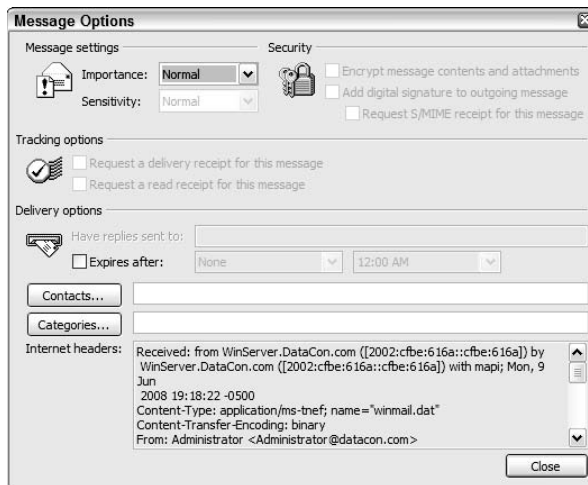 Message Options
Message settings
Security
Importance: Normal
Encrypt message contents and attachments
Add digital signature to outgoing message
Sensitivity: Normal
Request S/MIME receipt for this message
Tracking options
Request a delivery receipt for this message
Request a read receipt for this message
Delivery options
Have replies sent to:
Expires after: None 12:00 AM
Contacts...
Categories...
Internet headers:
Received: from WinServer.DataCon.com ([2002:cfbe:616a::cfbe:616a]) by
WinServer.DataCon.com ([2002:cfbe:616a::cfbe:616a]) with mapi; Mon, 9
Jun
2008 19:18:22 -0500
Content-Type: application/ms-tnef; name="winmail.dat"
Content-Transfer-Encoding: binary
From: Administrator <Administrator@datacon.com>
Close